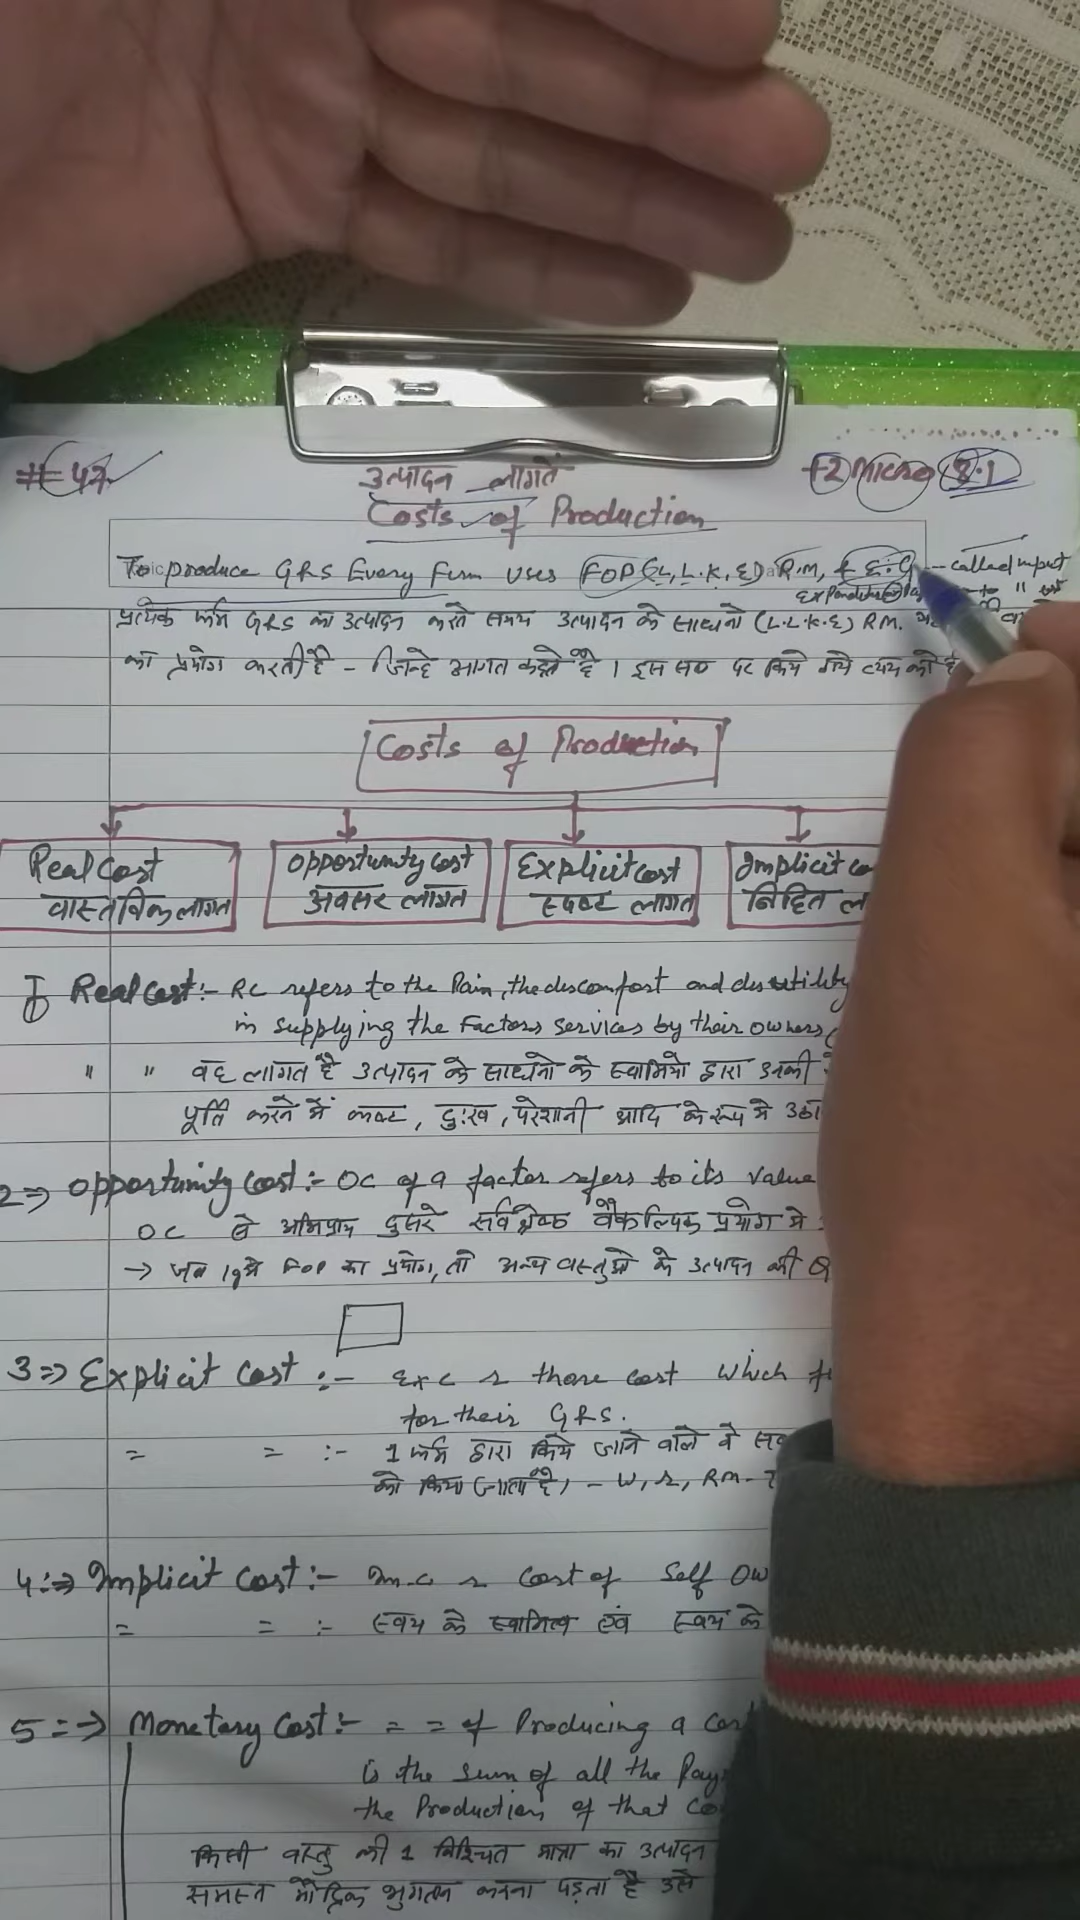 # 47
उत्पादन लागतें
+2 Micro 8.1
Costs of Production
To produce G&S Every firm uses FOP (L, L.K, E) R.M, + E.G — called input
प्रत्येक फर्म G&S का उत्पादन करते समय उत्पादन के साधनो (L.L.K.E) R.M.
का प्रयोग करती है - जिन्हे आगत कहते है । इस सब पर किये गये व्यय को
Costs of Production
Real Cost
वास्तविक लागत
Opportunity Cost
अवसर लागत
Explicit Cost
स्पष्ट लागत
Implicit
निहित
Real Cost :- RC refers to the Pain, the discomfort and disutility
in supplying the Factors services by their owners
" " वह लागत है उत्पादन के साधनो के स्वामियो द्वारा उनकी
पूर्ति करने में कष्ट, दुःख, परेशानी आदि के रूप मे
2 => Opportunity Cost :- OC of a factor refers to its value
OC से अभिप्राय दुसरे सर्वश्रेष्ठ वैकल्पिक प्रयोग मे
→ जब FOP का प्रयोग, तो अन्य वस्तुओ के उत्पादन की
3 => Explicit Cost :- those cost which
for their G&S.
= = :- 1 फर्म द्वारा किये जाने वाले वे
को किया जाता है। - W, r, RM -
4 => Implicit Cost :- Cost of Self
= = :- स्वयं के स्वामित्व एवं स्वयं के
5 => Monetary Cost :- = = of Producing a
is the sum of all the
the Production of that
किसी वस्तु की 1 निश्चित मात्रा का उत्पादन
समस्त मौद्रिक भुगतान करना पड़ता है उसे